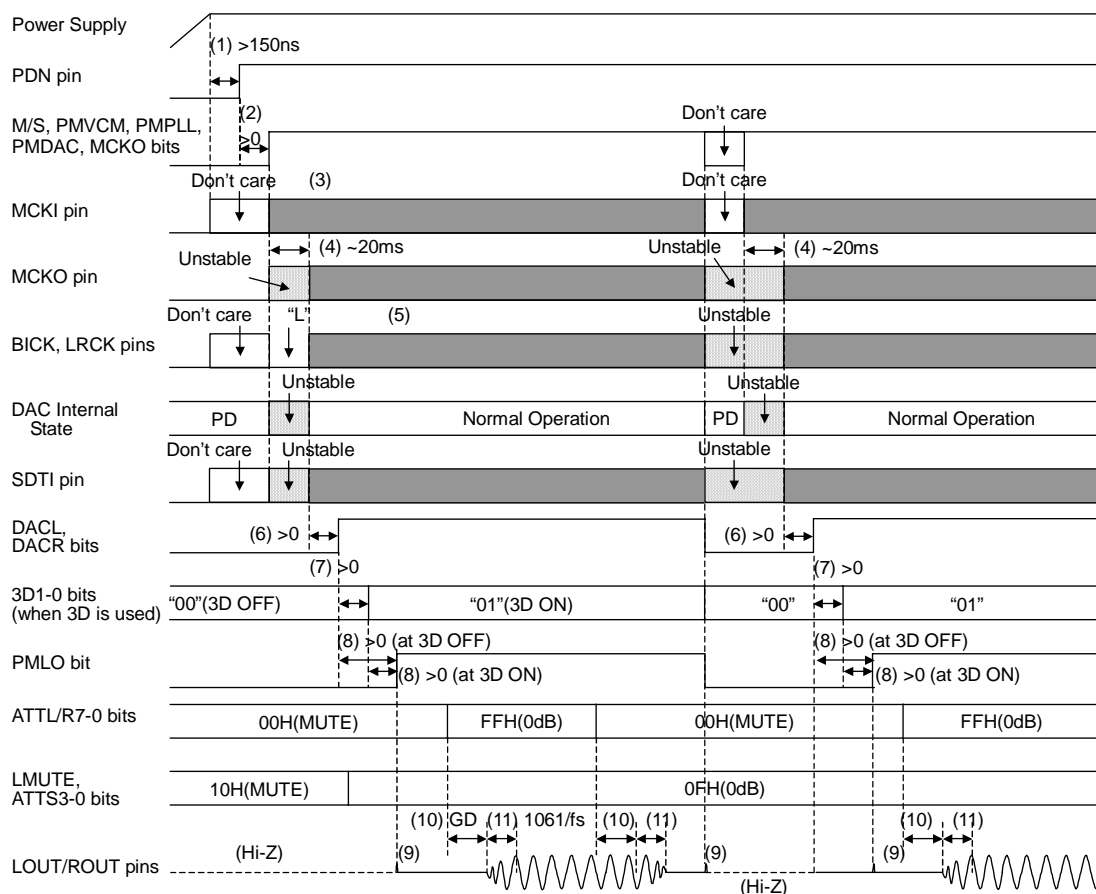 Power Supply
(1) >150ns
PDN pin
(2)
>0
Don't care
M/S, PMVCM, PMPLL,
PMDAC, MCKO bits
Don't care
(3)
Don't care
MCKI pin
(4) ~20ms
Unstable
(4) ~20ms
Unstable
MCKO pin
Don't care
“L”
(5)
Unstable
BICK, LRCK pins
Unstable
Unstable
DAC Internal
State
PD
Normal Operation
PD
Normal Operation
Don't care
Unstable
Unstable
SDTI pin
DACL,
DACR bits
(6) >0
(6) >0
(7) >0
(7) >0
3D1-0 bits
(when 3D is used)
“00”(3D OFF)
“01”(3D ON)
“00”
“01”
(8) >0 (at 3D OFF)
(8) >0 (at 3D OFF)
PMLO bit
(8) >0 (at 3D ON)
(8) >0 (at 3D ON)
ATTL/R7-0 bits
00H(MUTE)
FFH(0dB)
00H(MUTE)
FFH(0dB)
LMUTE,
ATTS3-0 bits
10H(MUTE)
0FH(0dB)
(10) GD
(11)
1061/fs
(10)
(11)
(10)
(11)
LOUT/ROUT pins
(Hi-Z)
(9)
(9)
(9)
(Hi-Z)